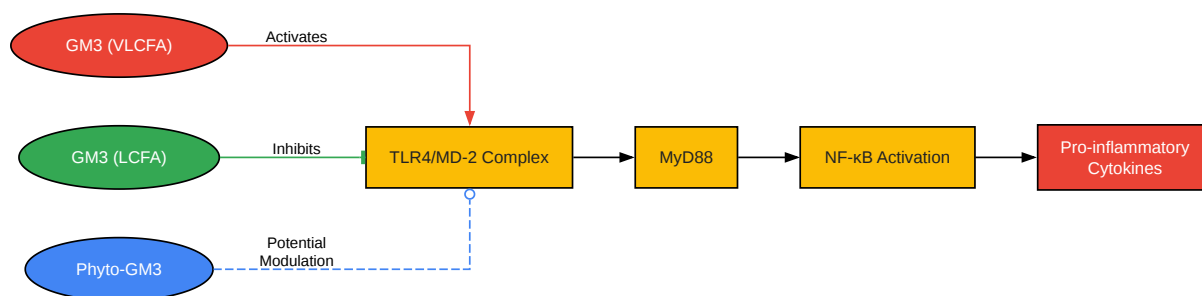 GM3 (VLCFA)
Activates
GM3 (LCFA)
Inhibits
TLR4/MD-2 Complex
MyD88
NF-κB Activation
Pro-inflammatory
Cytokines
Phyto-GM3
Potential
Modulation